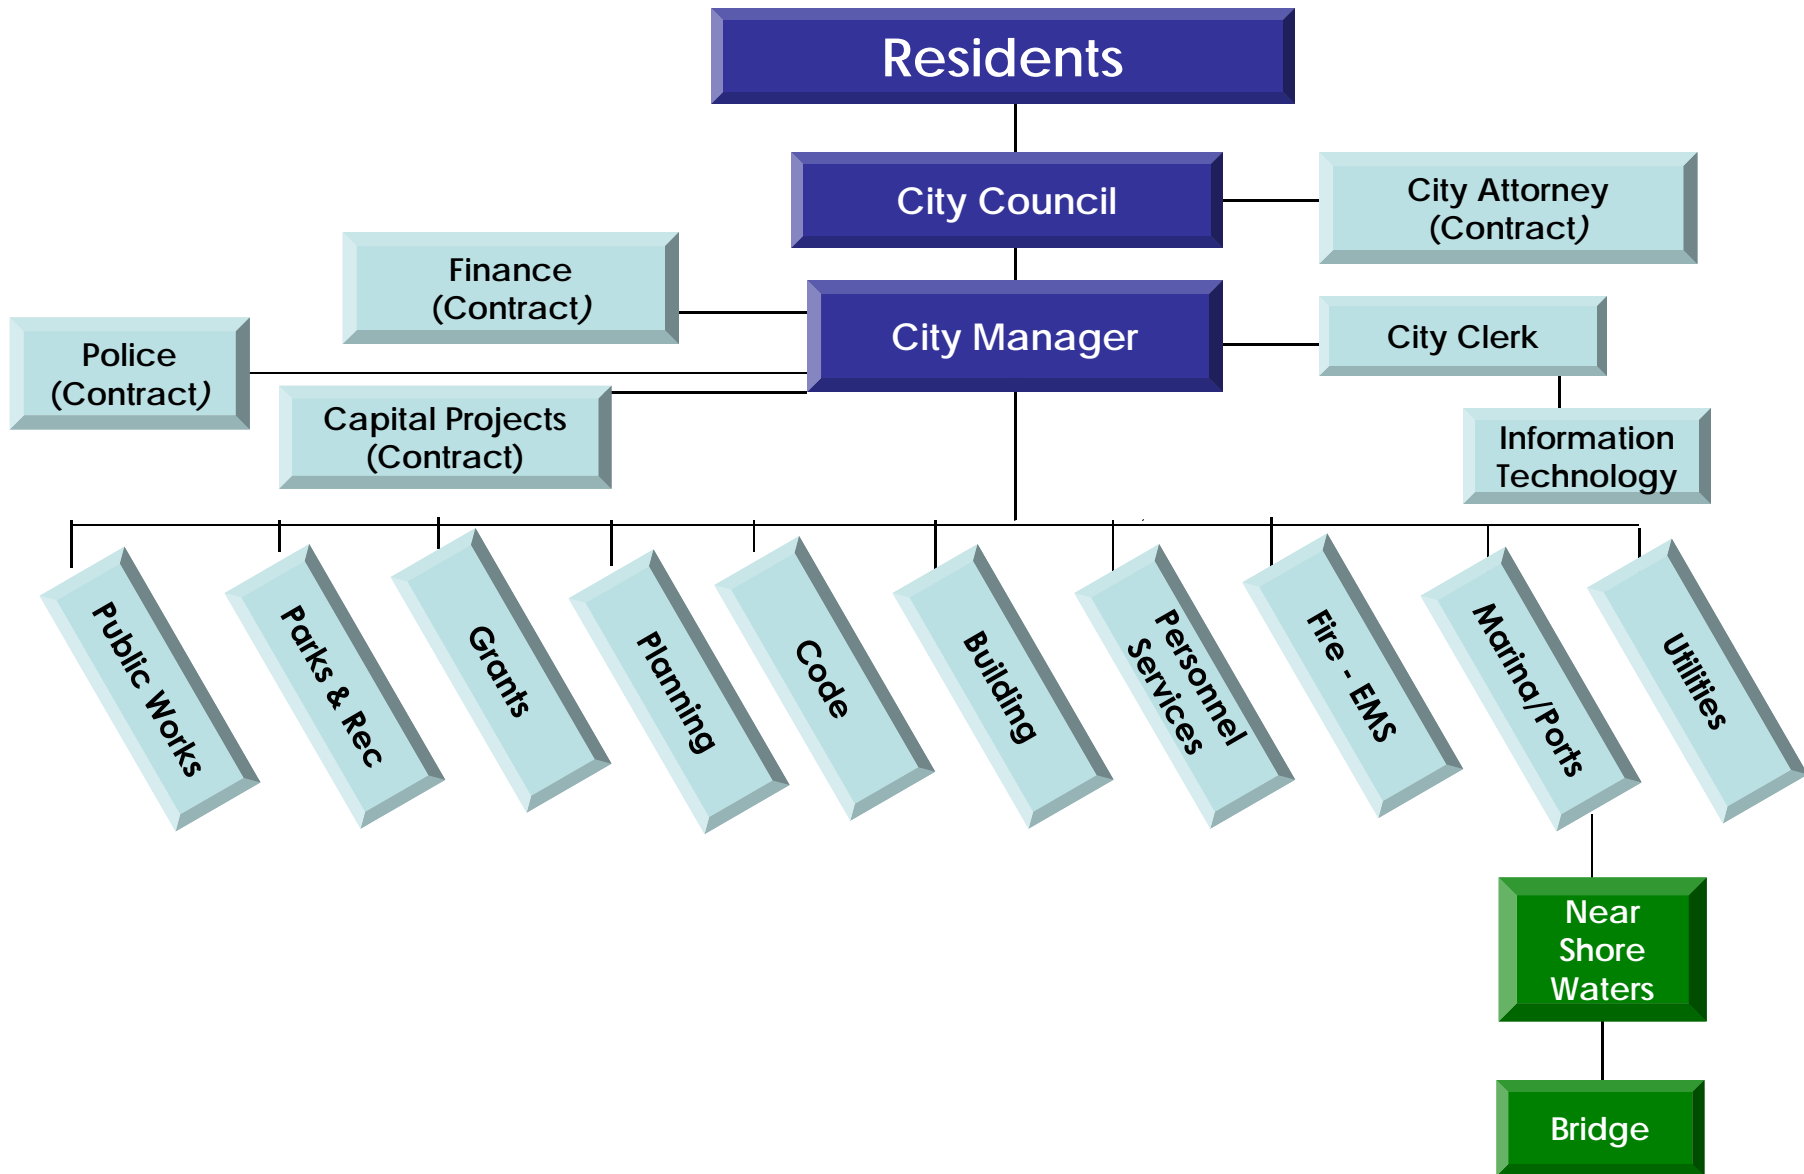 Residents
City Council
City Attorney
(Contract)
Finance
(Contract)
City Manager
City Clerk
Police
(Contract)
Capital Projects
(Contract)
Information
Technology
Public Works
Parks & Rec
Grants
Planning
Code
Building
Personnel
Services
Fire - EMS
Marina/Ports
Utilities
Near
Shore
Waters
Bridge